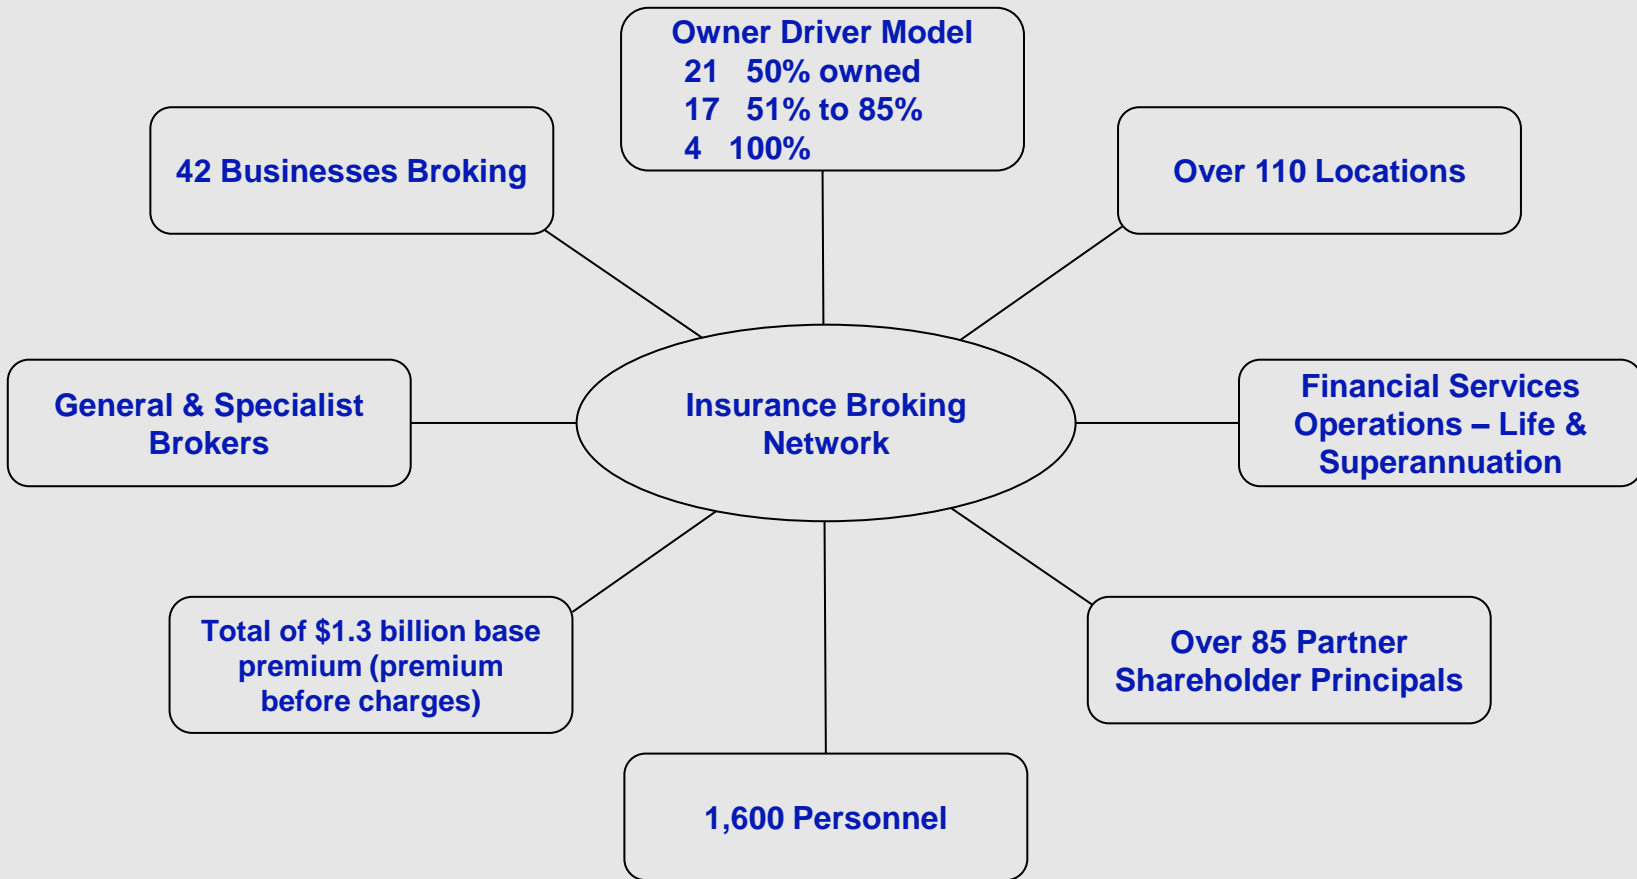 Owner Driver Model
21 50% owned
17 51% to 85%
4 100%
42 Businesses Broking
Over 110 Locations
General & Specialist
Brokers
Insurance Broking
Network
Financial Services
Operations – Life &
Superannuation
Total of $1.3 billion base
premium (premium
before charges)
Over 85 Partner
Shareholder Principals
1,600 Personnel